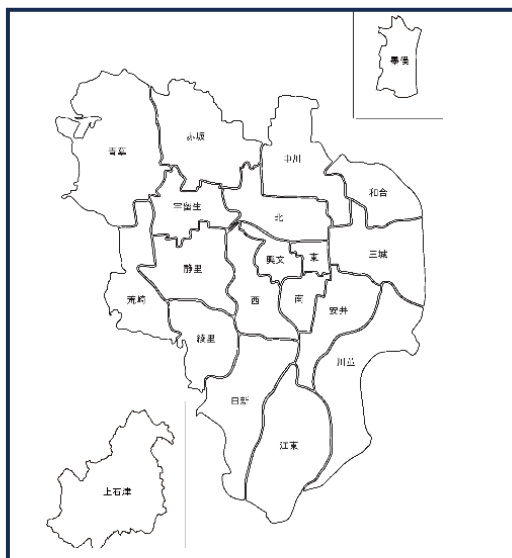 墨俣
赤坂
青墓
中川
和合
宇留生
北
三城
興文
東
静里
荒崎
西
南
安井
綾里
川並
日新
江東
上石津